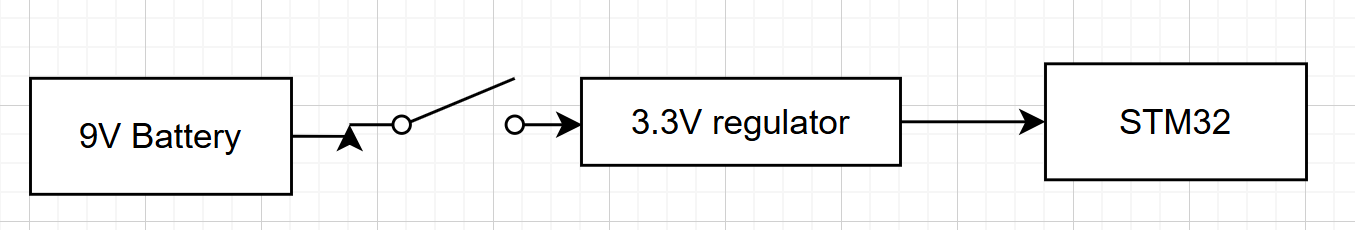 9V Battery
3.3V regulator
STM32